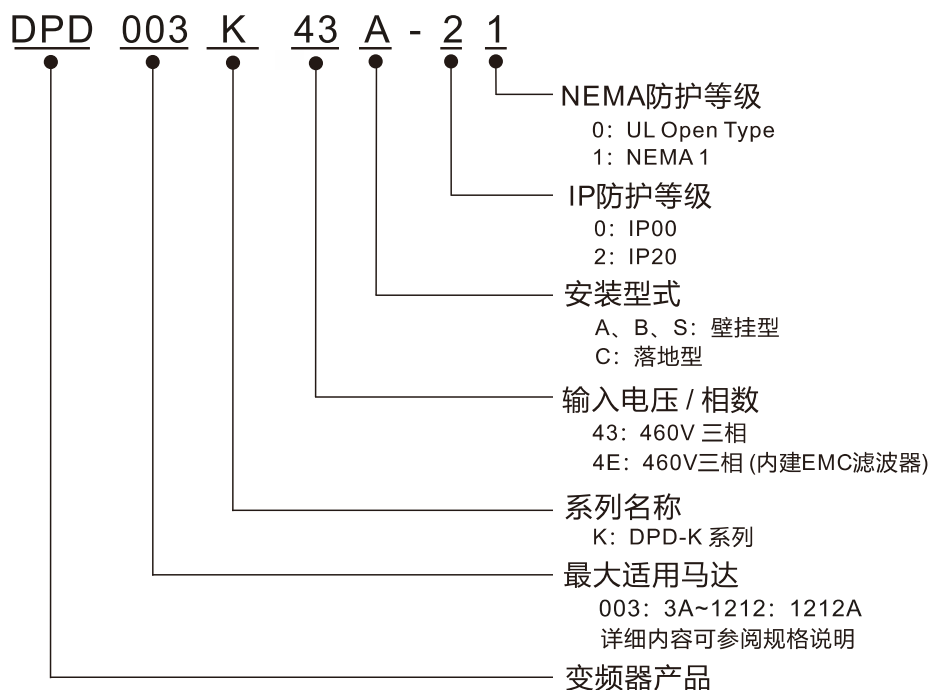 DPD 003 K 43 A - 2 1
NEMA防护等级
0：UL Open Type
1：NEMA 1
IP防护等级
0：IP00
2：IP20
安装型式
A、B、S：壁挂型
C：落地型
输入电压 / 相数
43：460V 三相
4E：460V三相 (内建EMC滤波器)
系列名称
K：DPD-K 系列
最大适用马达
003：3A~1212：1212A
详细内容可参阅规格说明
变频器产品